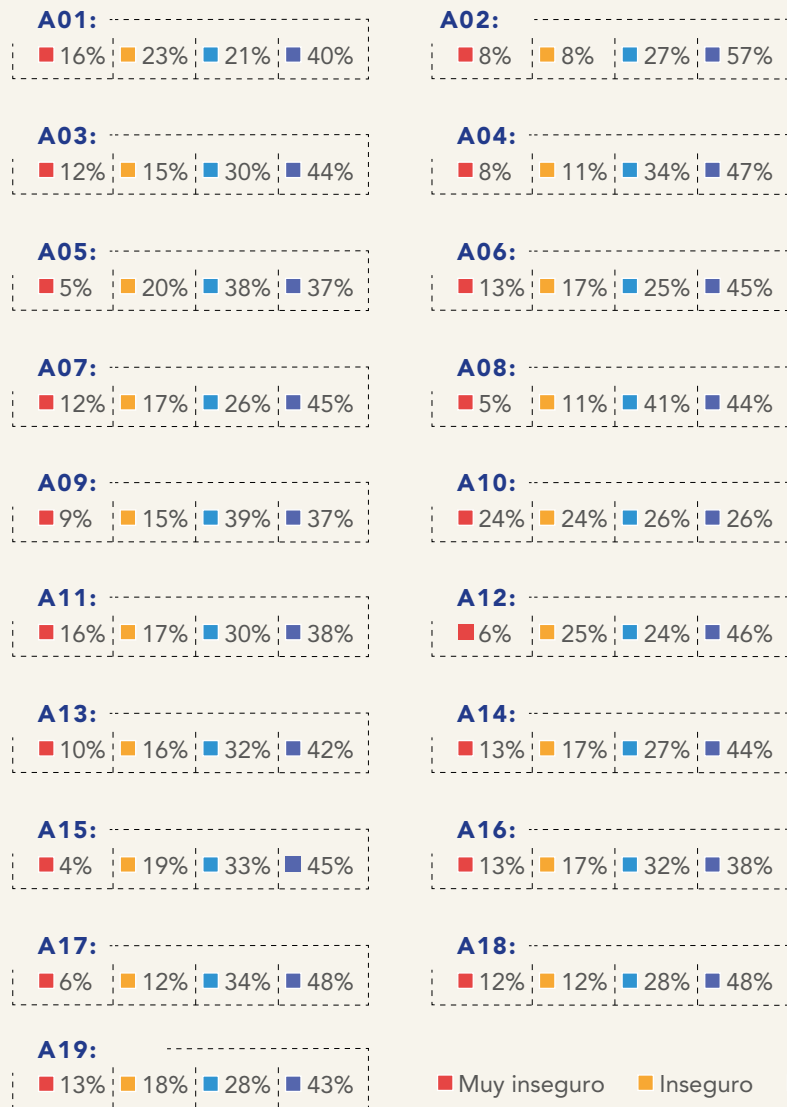 A01:
16% 23% 21% 40%
A02:
8% 8% 27% 57%
A03:
12% 15% 30% 44%
A04:
8% 11% 34% 47%
A05:
5% 20% 38% 37%
A06:
13% 17% 25% 45%
A07:
12% 17% 26% 45%
A08:
5% 11% 41% 44%
A09:
9% 15% 39% 37%
A10:
24% 24% 26% 26%
A11:
16% 17% 30% 38%
A12:
6% 25% 24% 46%
A13:
10% 16% 32% 42%
A14:
13% 17% 27% 44%
A15:
4% 19% 33% 45%
A16:
13% 17% 32% 38%
A17:
6% 12% 34% 48%
A18:
12% 12% 28% 48%
A19:
13% 18% 28% 43%
Muy inseguro Inseguro